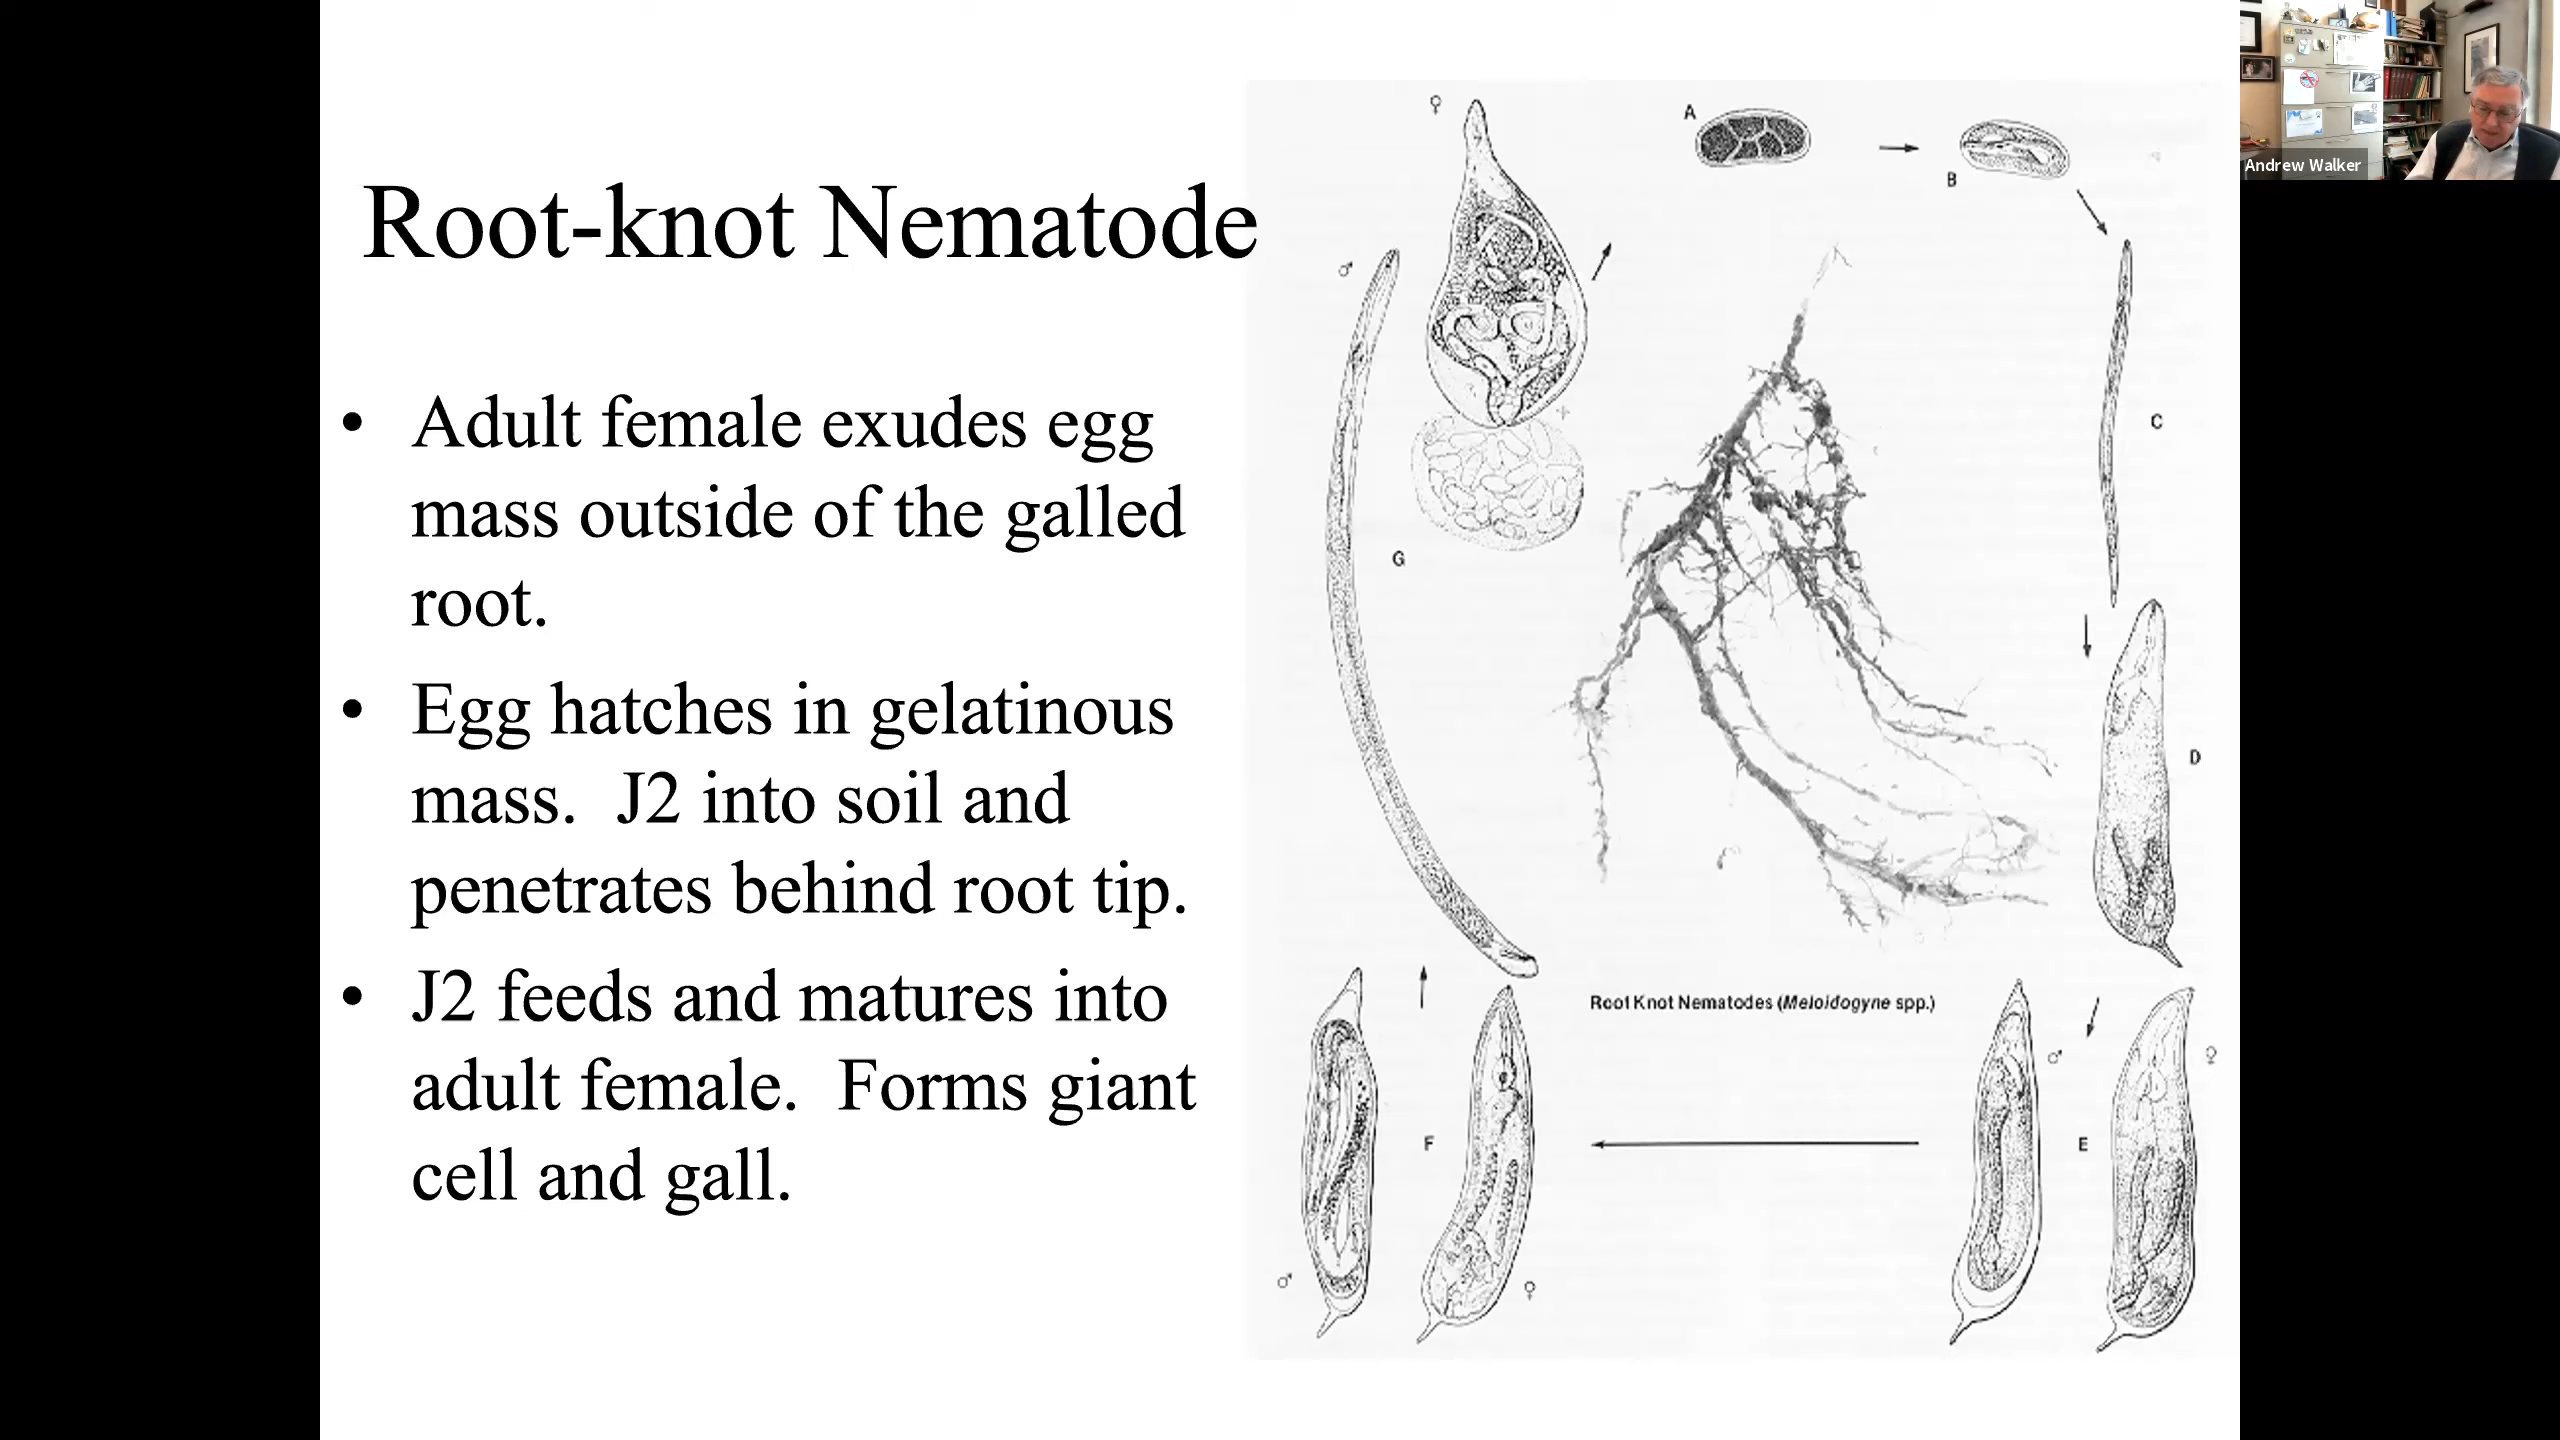 Root-knot Nematode
• Adult female exudes egg
mass outside of the galled
root.
• Egg hatches in gelatinous
mass.  J2 into soil and
penetrates behind root tip.
• J2 feeds and matures into
adult female.  Forms giant
cell and gall.
♀
A
B
♂
C
G
D
Root Knot Nematodes (Meloidogyne spp.)
♂
♀
F
E
♂
♀
Andrew Walker